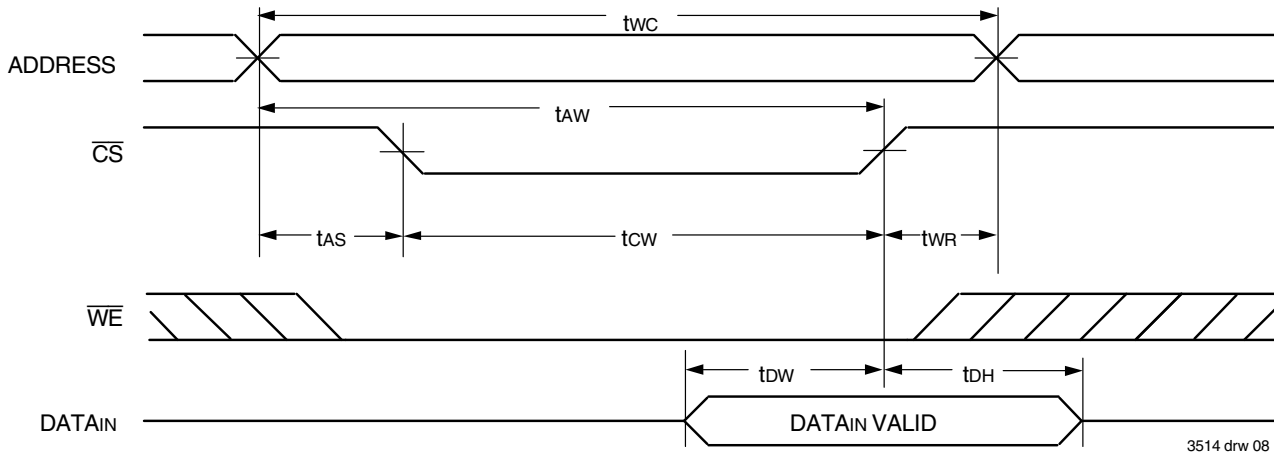 tWC
ADDRESS
tAW
CS
tAS
tCW
tWR
WE
tDW
tDH
DATAIN
DATAIN VALID
3514 drw 08